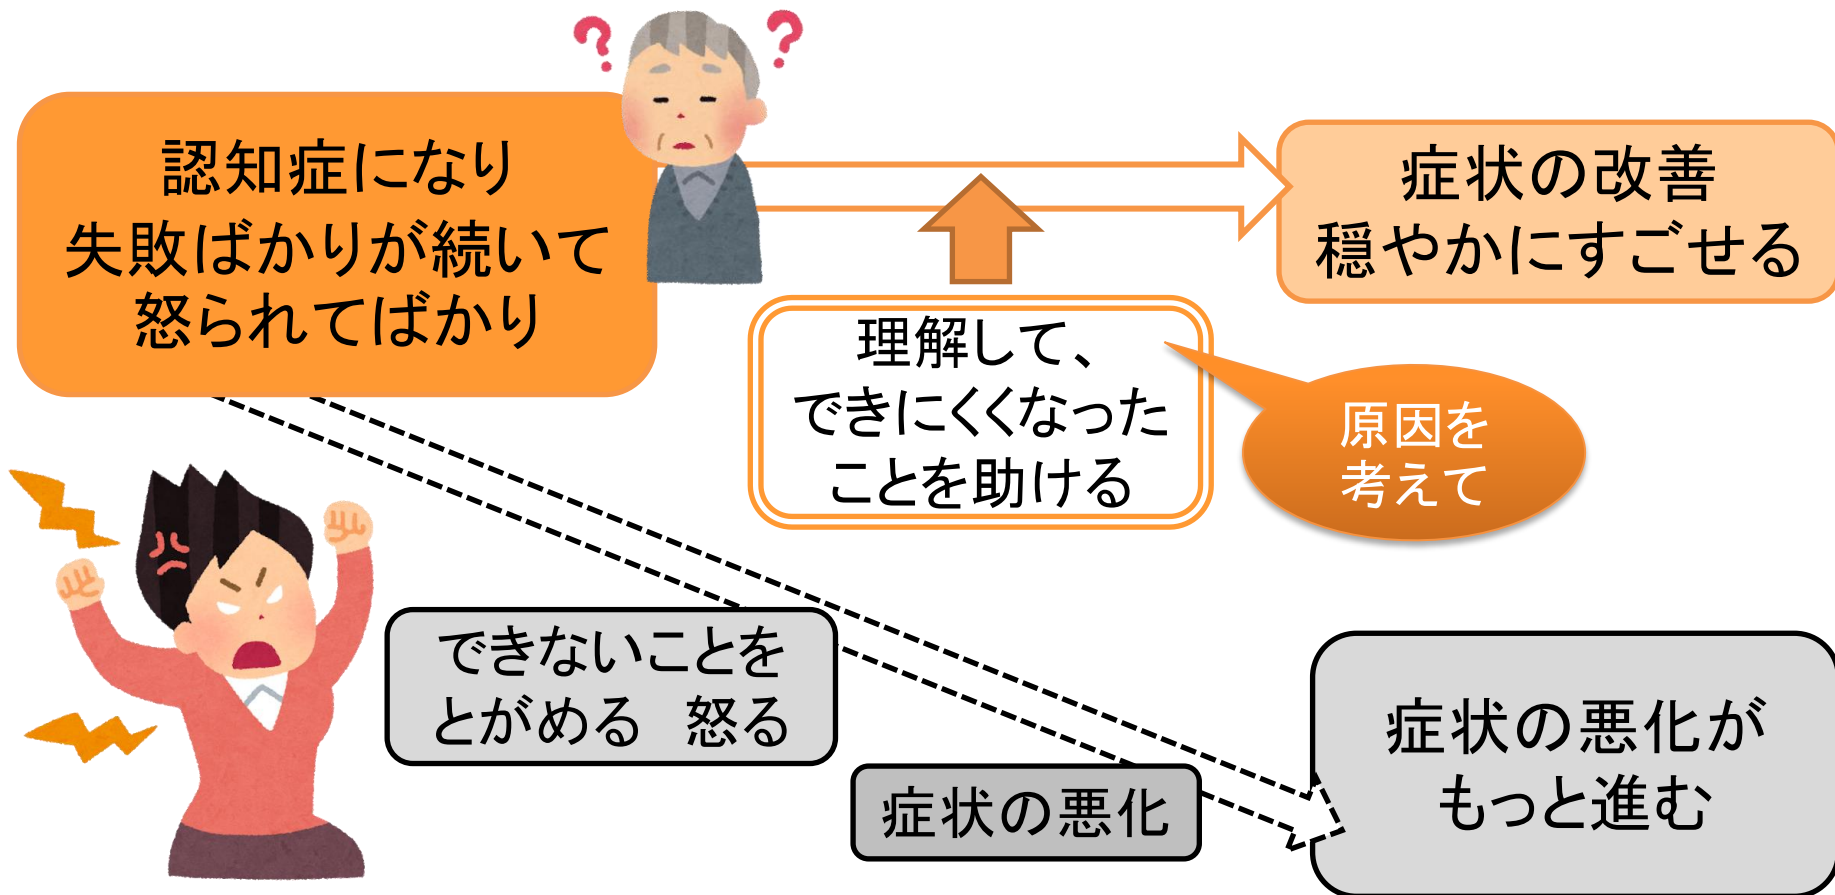 認知症になり
失敗ばかりが続いて
怒られてばかり
症状の改善
穏やかにすごせる
理解して、
できにくくなった
ことを助ける
原因を
考えて
できないことを
とがめる　怒る
症状の悪化
症状の悪化が
もっと進む